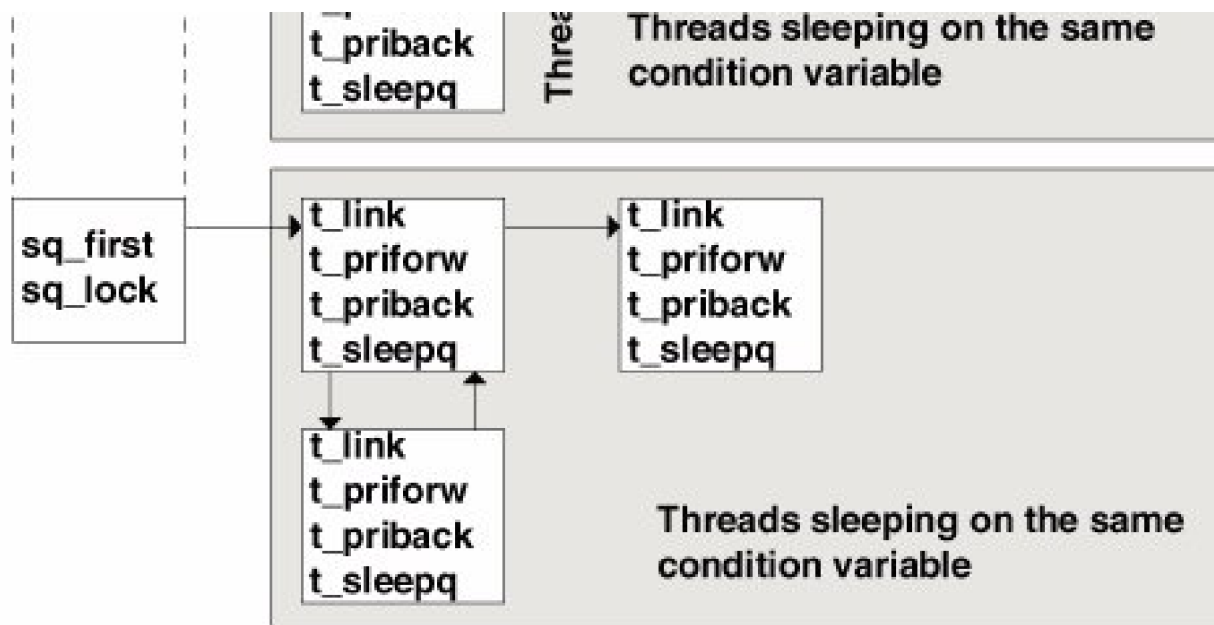 t_priback
t_sleepq
Threads sleeping on the same
condition variable
sq_first
sq_lock
t_link
t_priforw
t_priback
t_sleepq
t_link
t_priforw
t_priback
t_sleepq
t_link
t_priforw
t_priback
t_sleepq
Threads sleeping on the same
condition variable